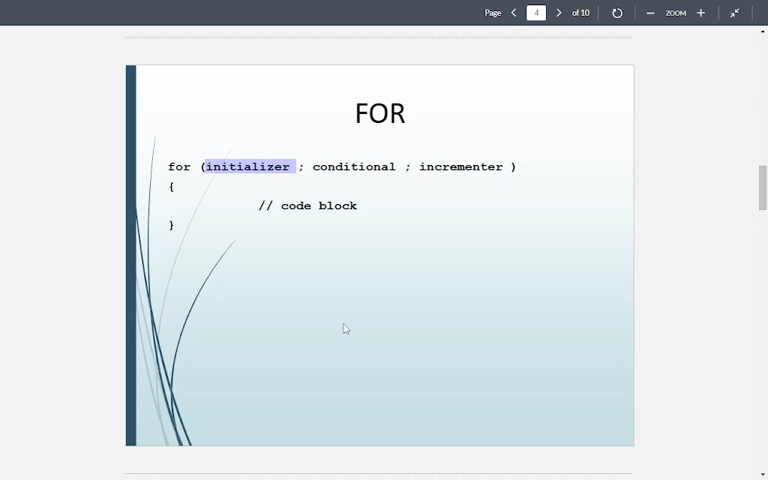 Page 4 of 10 ZOOM
FOR
for (initializer ; conditional ; incrementer )
{
// code block
}